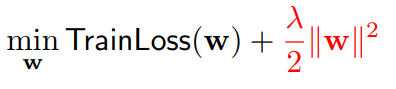 min_w TrainLoss(w) + λ/2 ‖w‖²